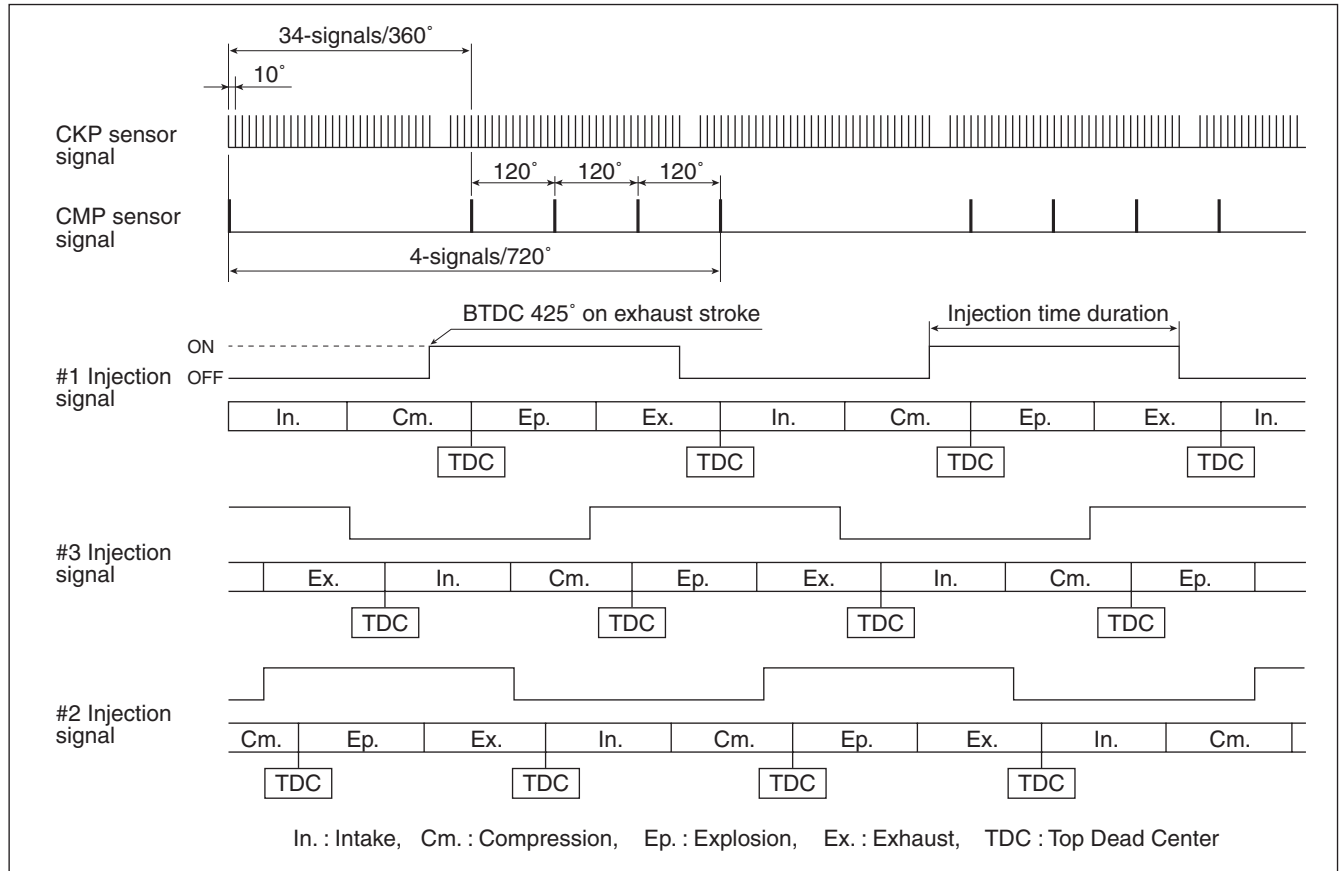 34-signals/360˚
10˚
CKP sensor
signal
120˚ 120˚ 120˚
CMP sensor
signal
4-signals/720˚
BTDC 425˚ on exhaust stroke
Injection time duration
ON
#1 Injection
signal
OFF
In. Cm. Ep. Ex. In. Cm. Ep. Ex. In.
TDC TDC TDC TDC
#3 Injection
signal
Ex. In. Cm. Ep. Ex. In. Cm. Ep.
TDC TDC TDC TDC
#2 Injection
signal
Cm. Ep. Ex. In. Cm. Ep. Ex. In. Cm.
TDC TDC TDC TDC
In. : Intake, Cm. : Compression, Ep. : Explosion, Ex. : Exhaust, TDC : Top Dead Center